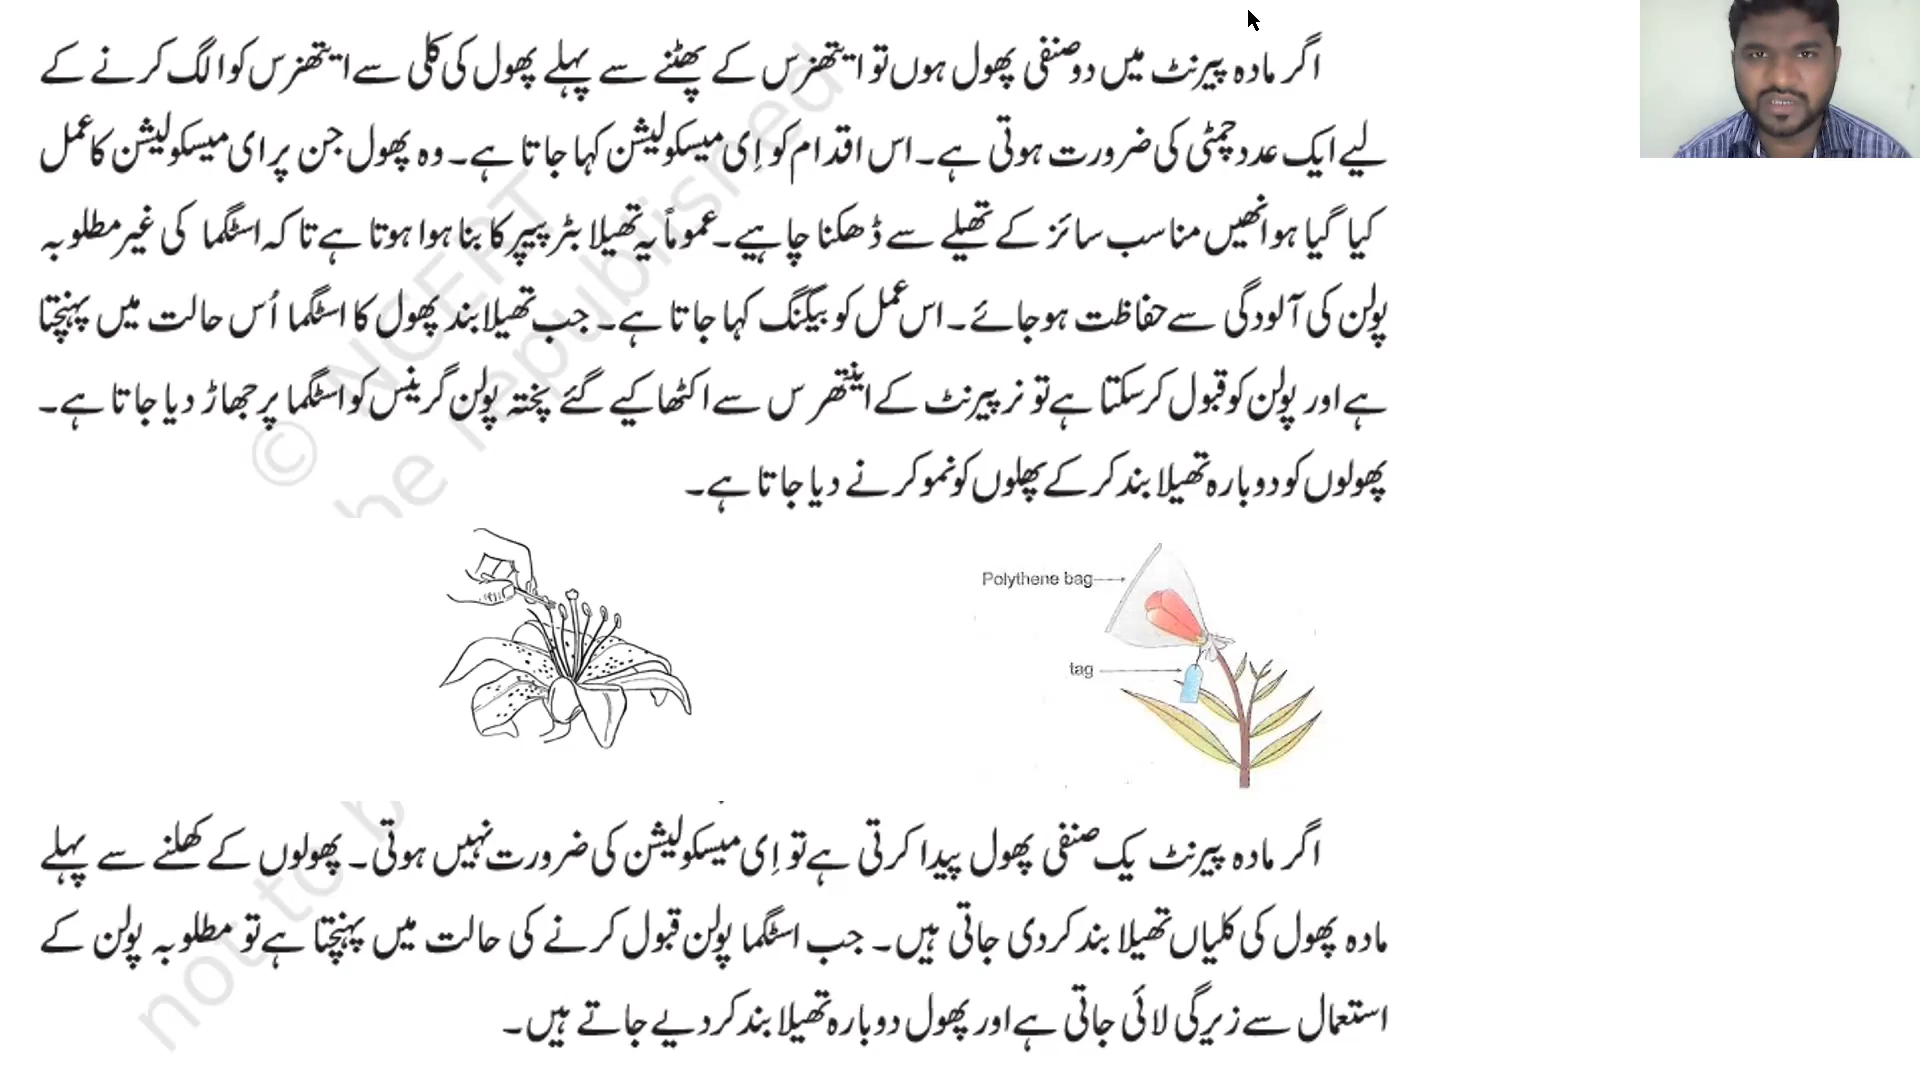 اگر مادہ پیرنٹ میں دو صنفی پھول ہوں تو اینتھرس کے پھٹنے سے پہلے پھول کی کلی سے اینتھرس کو الگ کرنے کے
لیے ایک عدد چمٹی کی ضرورت ہوتی ہے۔ اس اقدام کو اِی میسکولیشن کہا جاتا ہے۔ وہ پھول جن پر ای میسکولیشن کا عمل
کیا گیا ہو انھیں مناسب سائز کے تھیلے سے ڈھکنا چاہیے۔ عموماً یہ تھیلا بٹر پیپر کا بنا ہوا ہوتا ہے تا کہ اسٹگما کی غیر مطلوبہ
پولن کی آلودگی سے حفاظت ہو جائے۔ اس عمل کو بیگنگ کہا جاتا ہے۔ جب تھیلا بند پھول کا اسٹگما اُس حالت میں پہنچتا
ہے اور پولن کو قبول کر سکتا ہے تو نر پیرنٹ کے اینتھرس سے اکٹھا کیے گئے پختہ پولن گرینس کو اسٹگما پر جھاڑ دیا جاتا ہے۔
پھولوں کو دوبارہ تھیلا بند کر کے پھلوں کو نمو کرنے دیا جاتا ہے۔
Polythene bag
tag
اگر مادہ پیرنٹ یک صنفی پھول پیدا کرتی ہے تو اِی میسکولیشن کی ضرورت نہیں ہوتی۔ پھولوں کے کھلنے سے پہلے
مادہ پھول کی کلیاں تھیلا بند کر دی جاتی ہیں۔ جب اسٹگما پولن قبول کرنے کی حالت میں پہنچتا ہے تو مطلوبہ پولن کے
استعمال سے زیرگی لائی جاتی ہے اور پھول دوبارہ تھیلا بند کر دیے جاتے ہیں۔
© NCERT
be republished
not to b